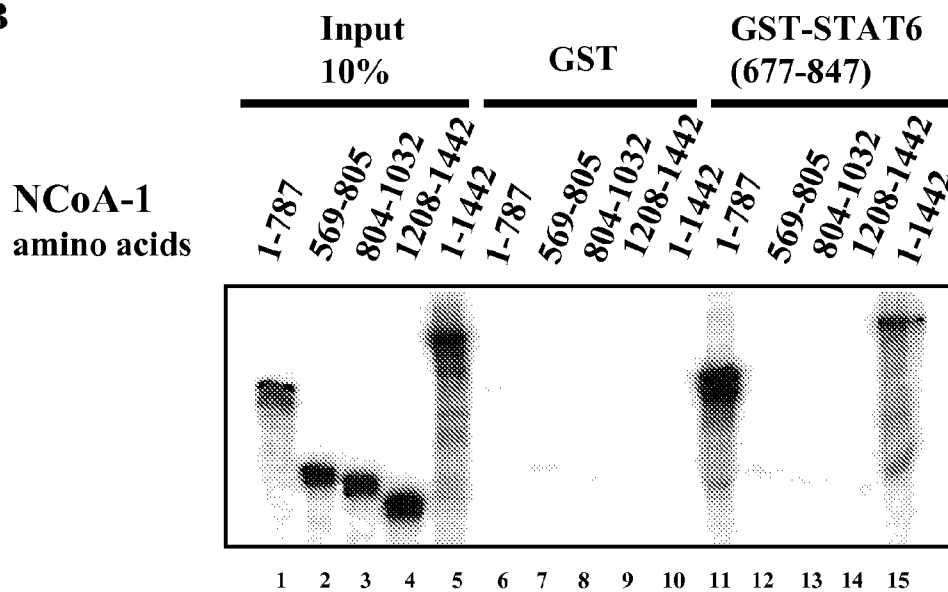 B
Input
10%
GST
GST-STAT6
(677-847)
NCoA-1
amino acids
1-787
569-805
804-1032
1208-1442
1-1442
1-787
569-805
804-1032
1208-1442
1-1442
1-787
569-805
804-1032
1208-1442
1-1442
1 2 3 4 5 6 7 8 9 10 11 12 13 14 15